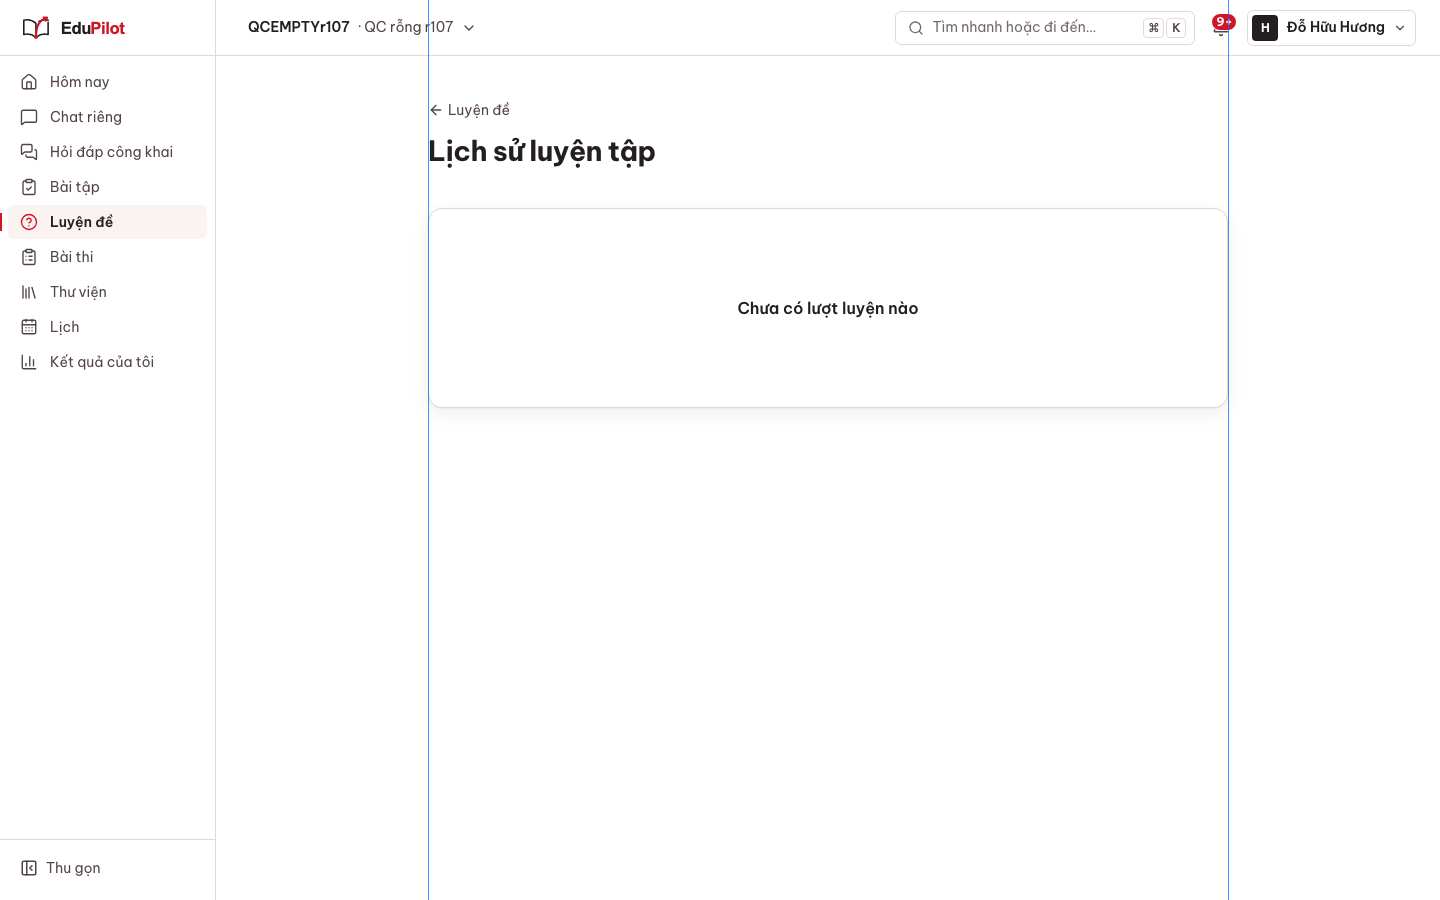 EduPilot
QCEMPTYr107 · QC rỗng r107
Tìm nhanh hoặc đi đến...
⌘ K
9+
H
Đỗ Hữu Hương
Hôm nay
Chat riêng
Hỏi đáp công khai
Bài tập
Luyện đề
Bài thi
Thư viện
Lịch
Kết quả của tôi
Thu gọn
← Luyện đề
Lịch sử luyện tập
Chưa có lượt luyện nào